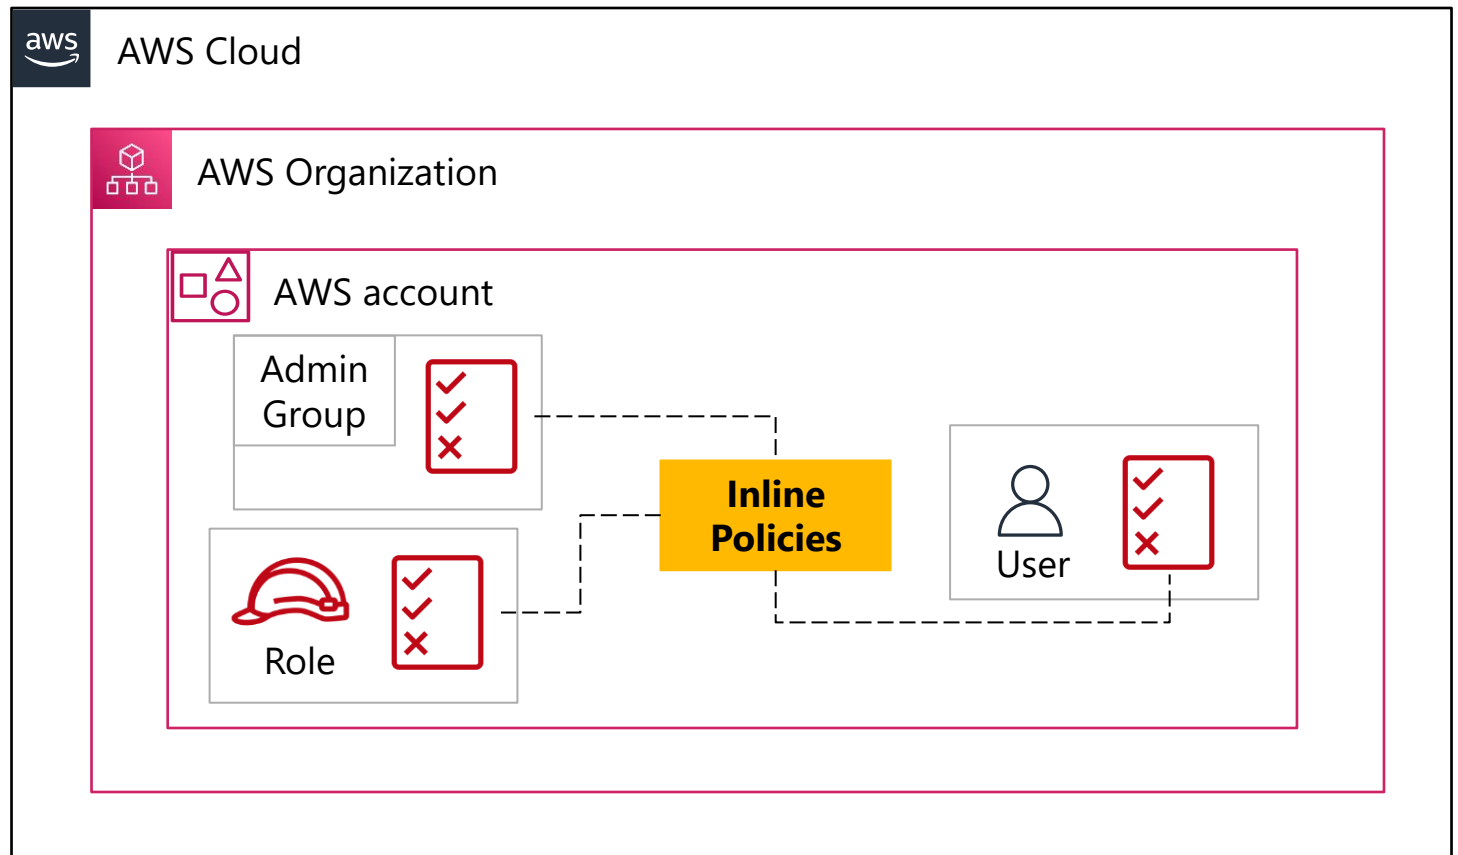 aws
AWS Cloud
AWS Organization
AWS account
Admin
Group
Inline
Policies
User
Role